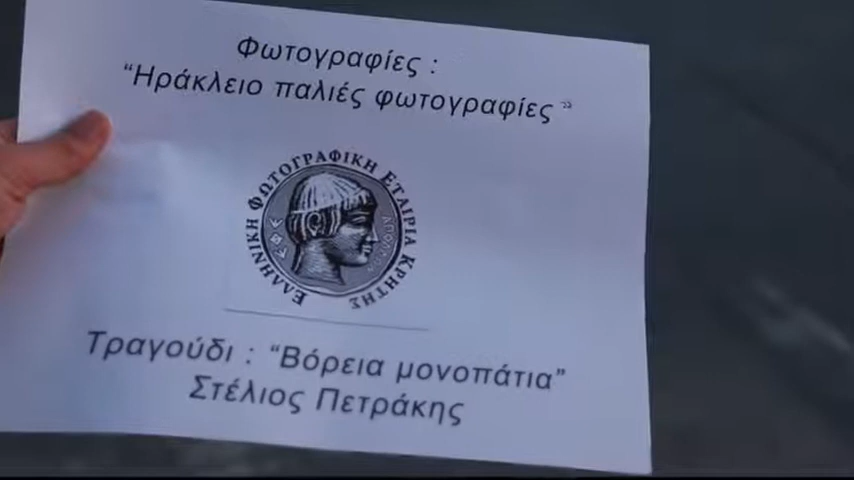 Φωτογραφίες :
“Ηράκλειο παλιές φωτογραφίες”
ΕΛΛΗΝΙΚΗ ΦΩΤΟΓΡΑΦΙΚΗ ΕΤΑΙΡΙΑ ΚΡΗΤΗΣ
Τραγούδι : “Βόρεια μονοπάτια”
Στέλιος Πετράκης